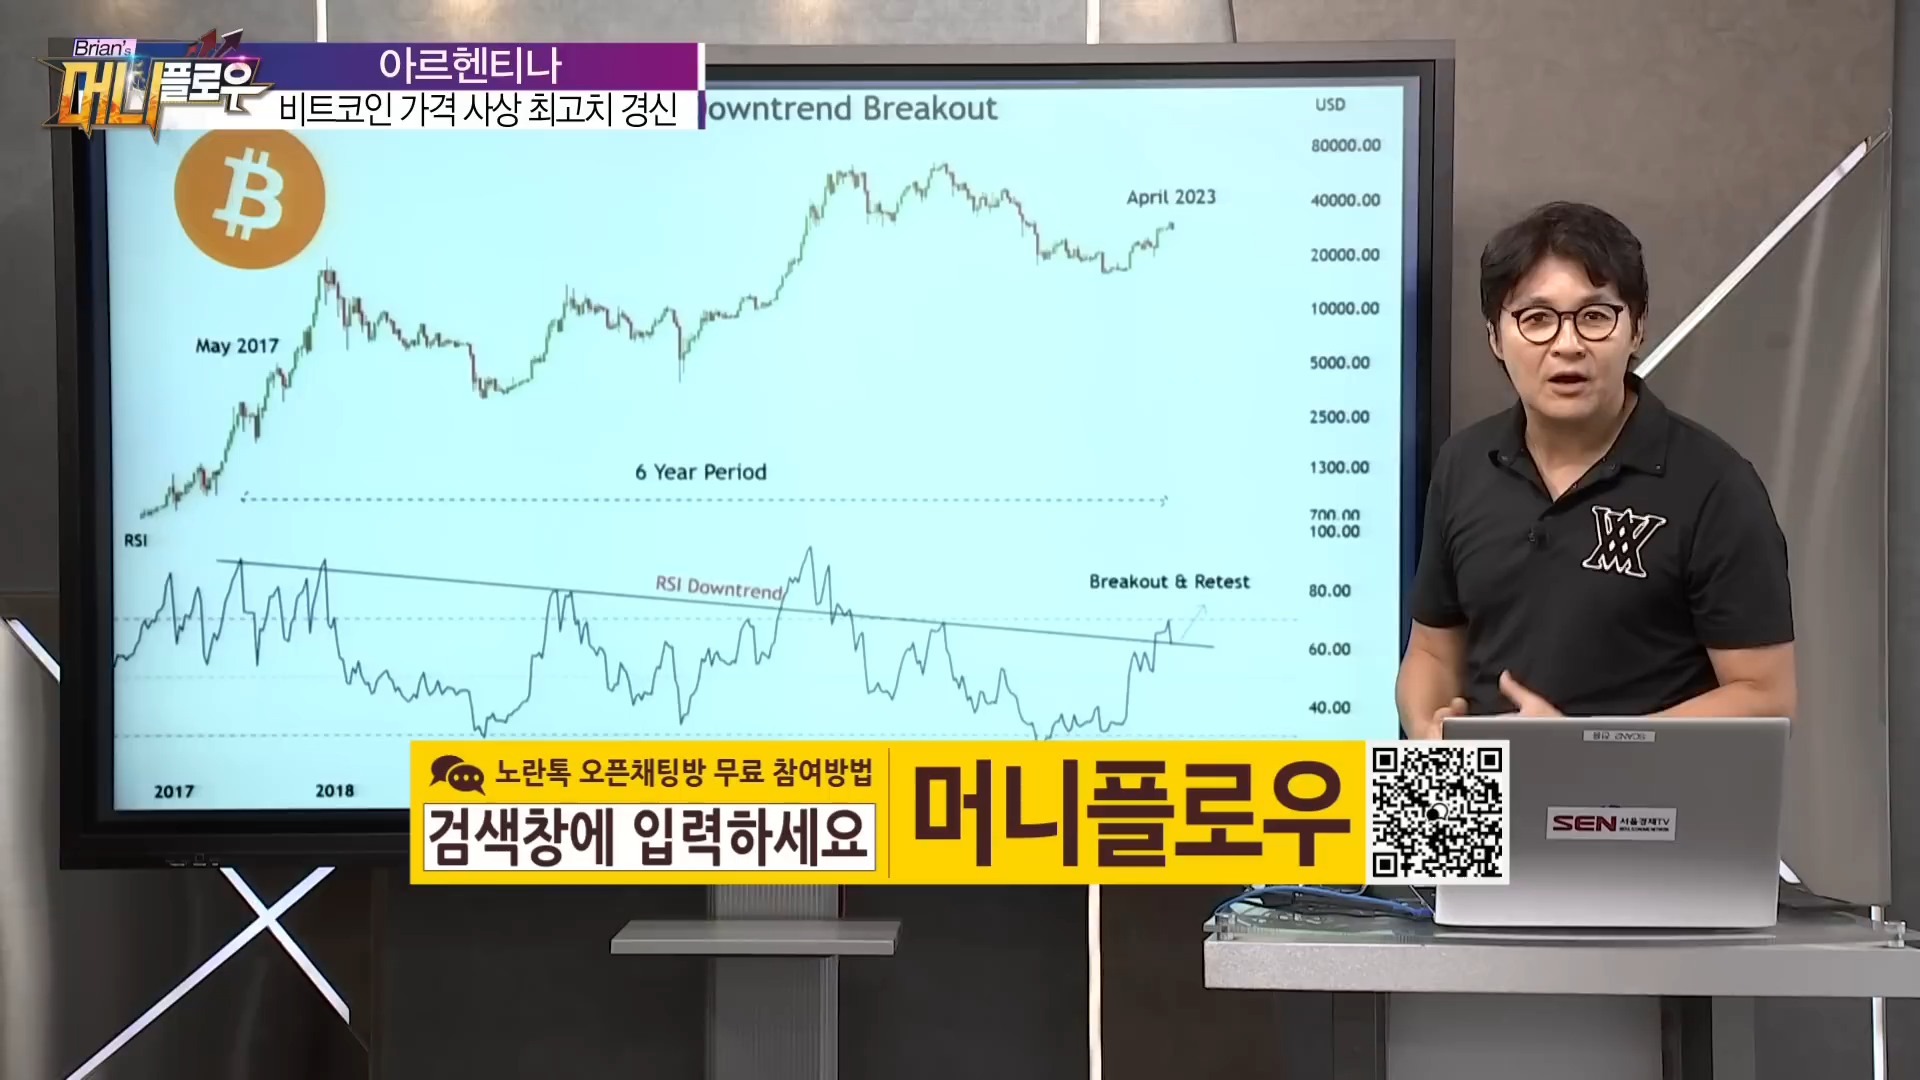 Brian's
머니플로우
아르헨티나
비트코인 가격 사상 최고치 경신
owntrend Breakout
USD
80000.00
April 2023
40000.00
20000.00
10000.00
May 2017
5000.00
2500.00
6 Year Period
1300.00
700.00
RSI
100.00
RSI Downtrend
Breakout & Retest
80.00
60.00
40.00
2017
2018
노란톡 오픈채팅방 무료 참여방법
검색창에 입력하세요
머니플로우
SEN 서울경제TV